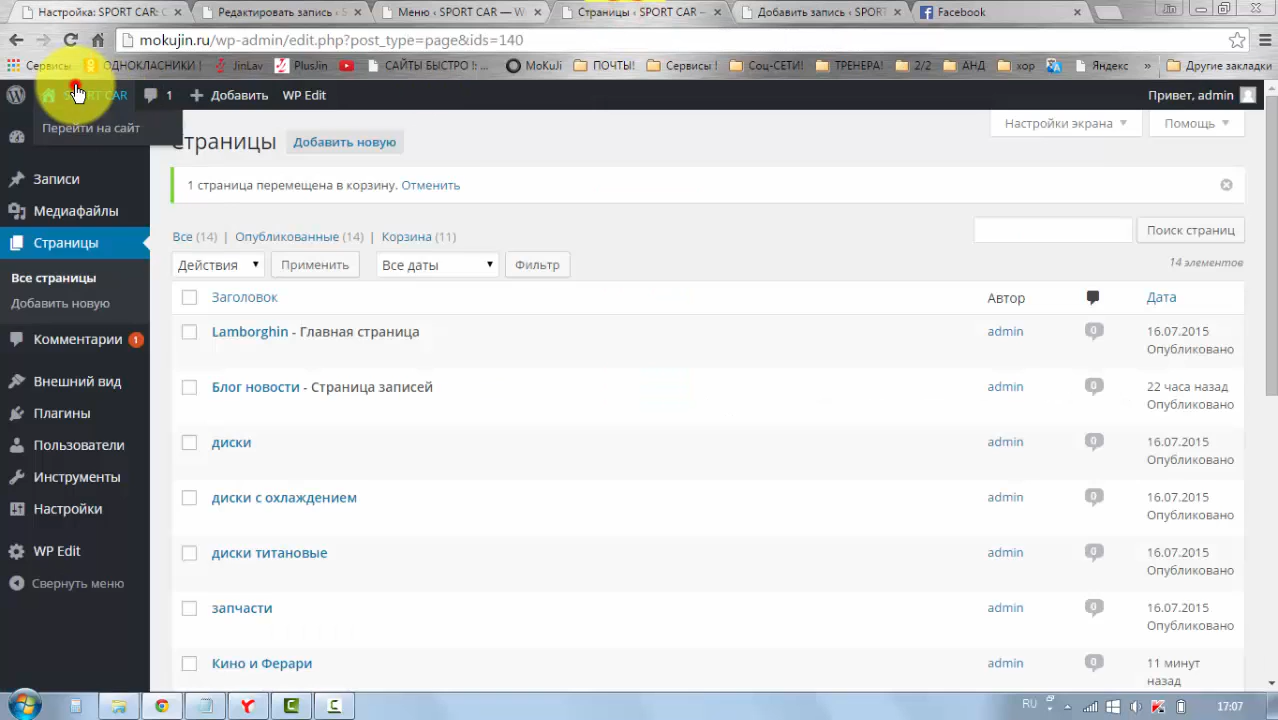 Настройка: SPORT CAR: С
Редактировать запись ‹ S
Меню ‹ SPORT CAR — W
Страницы ‹ SPORT CAR —
Добавить запись ‹ SPORT
Facebook
mokujin.ru/wp-admin/edit.php?post_type=page&ids=140
Сервисы
ОДНОКЛАСНИКИ !
JinLav
PlusJin
САЙТЫ БЫСТРО !: ...
MoKuJi
ПОЧТЫ!
Сервисы !
Соц-СЕТИ!
ТРЕНЕРА!
2/2
АНД
хор
Яндекс
Другие закладки
SPORT CAR
1
Добавить
WP Edit
Привет, admin
Перейти на сайт
Страницы
Добавить новую
Настройки экрана
Помощь
1 страница перемещена в корзину. Отменить
Записи
Медиафайлы
Страницы
Все страницы
Добавить новую
Комментарии 1
Внешний вид
Плагины
Пользователи
Инструменты
Настройки
WP Edit
Свернуть меню
Все (14) | Опубликованные (14) | Корзина (11)
Поиск страниц
Действия
Применить
Все даты
Фильтр
14 элементов
Заголовок
Автор
Дата
Lamborghin - Главная страница
admin
0
16.07.2015
Опубликовано
Блог новости - Страница записей
admin
0
22 часа назад
Опубликовано
диски
admin
0
16.07.2015
Опубликовано
диски с охлаждением
admin
0
16.07.2015
Опубликовано
диски титановые
admin
0
16.07.2015
Опубликовано
запчасти
admin
0
16.07.2015
Опубликовано
Кино и Ферари
admin
0
11 минут
назад
RU
17:07